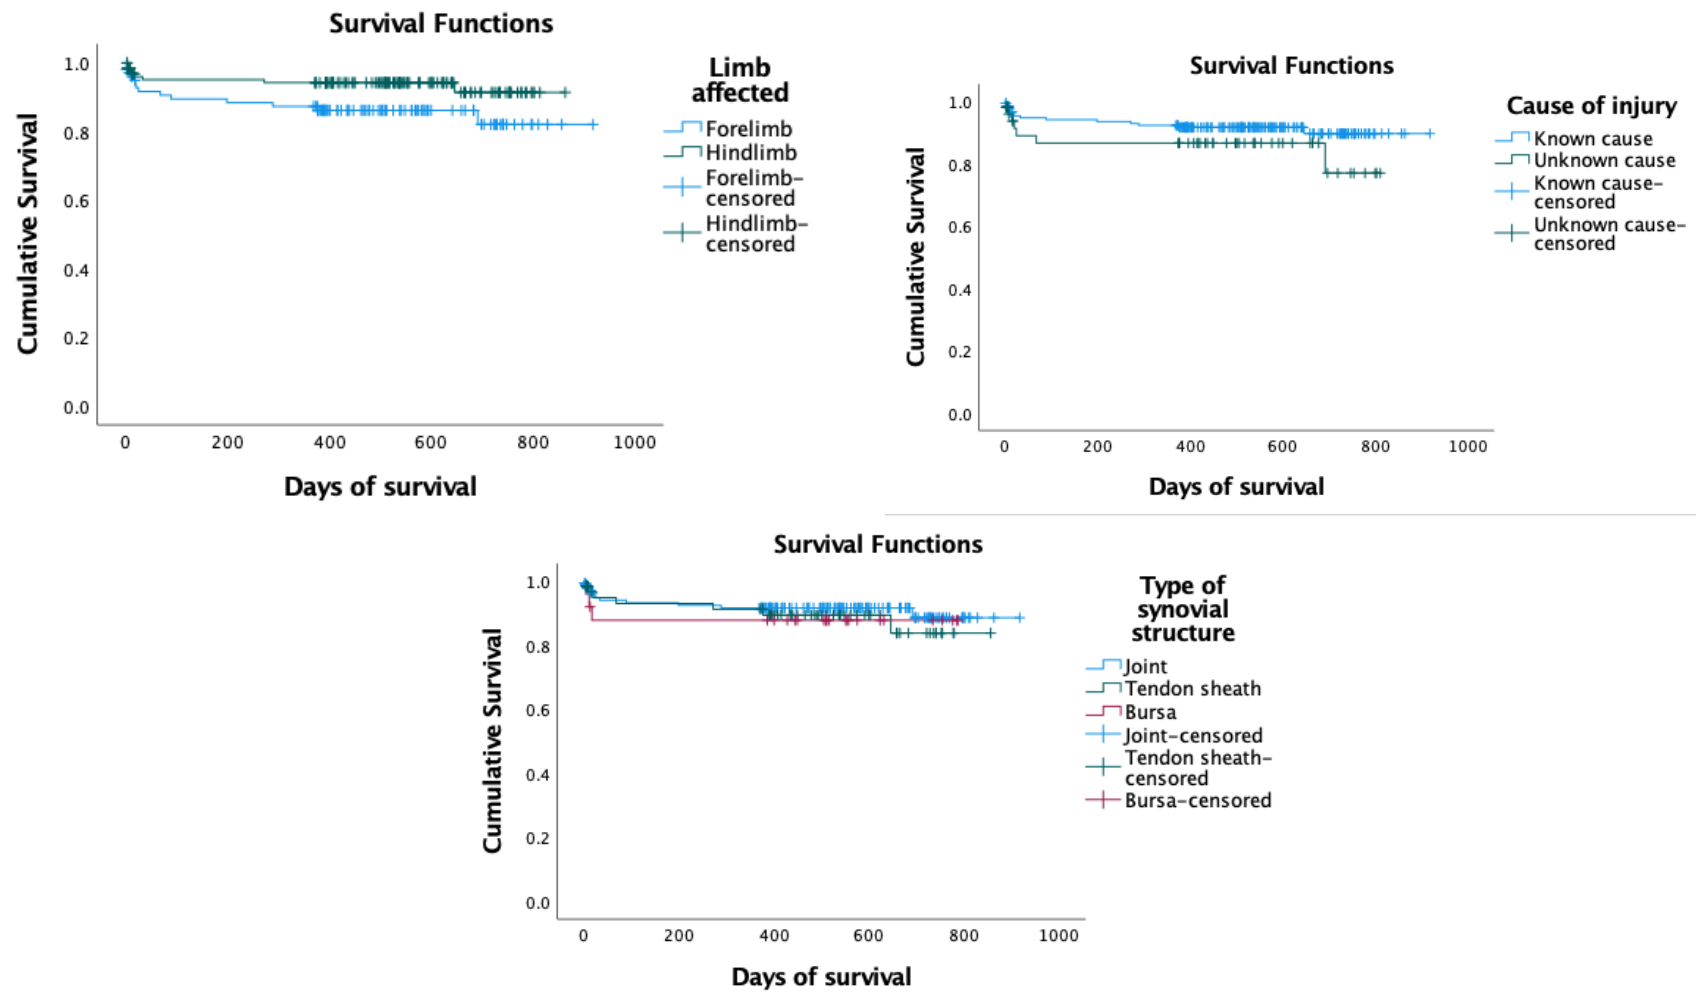 Survival Functions
Cumulative Survival
1.0
0.8
0.6
0.4
0.2
0.0
0 200 400 600 800 1000
Days of survival
Limb
affected
Forelimb
Hindlimb
Forelimb-
censored
Hindlimb-
censored
Survival Functions
Cumulative Survival
1.0
0.8
0.6
0.4
0.2
0.0
0 200 400 600 800 1000
Days of survival
Cause of injury
Known cause
Unknown cause
Known cause-
censored
Unknown cause-
censored
Survival Functions
Cumulative Survival
1.0
0.8
0.6
0.4
0.2
0.0
0 200 400 600 800 1000
Days of survival
Type of
synovial
structure
Joint
Tendon sheath
Bursa
Joint-censored
Tendon sheath-
censored
Bursa-censored